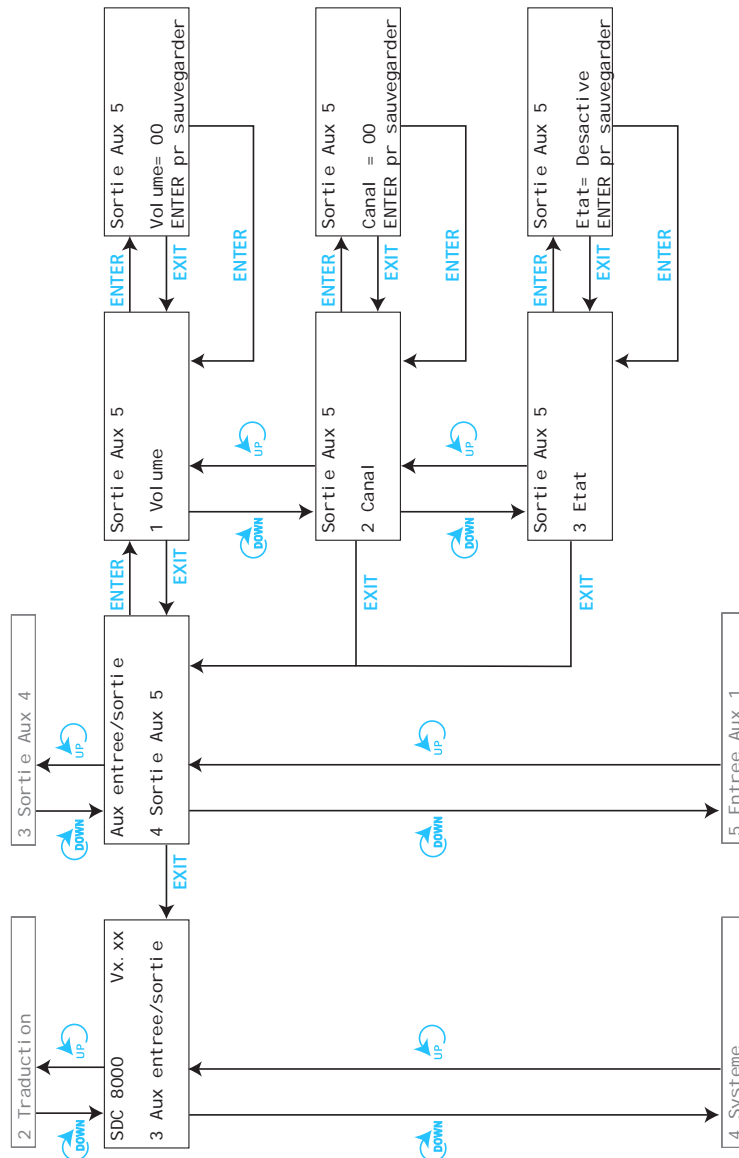 2 Traduction
DOWN
UP
SDC 8000 Vx.xx
3 Aux entree/sortie
DOWN
UP
4 Systeme
3 Sortie Aux 4
DOWN
UP
EXIT
Aux entree/sortie
4 Sortie Aux 5
DOWN
UP
5 Entree Aux 1
ENTER
EXIT
Sortie Aux 5
1 Volume
DOWN
UP
EXIT
Sortie Aux 5
2 Canal
DOWN
UP
EXIT
Sortie Aux 5
3 Etat
ENTER
EXIT
ENTER
Sortie Aux 5
Volume= 00
ENTER pr sauvegarder
ENTER
EXIT
ENTER
Sortie Aux 5
Canal = 00
ENTER pr sauvegarder
ENTER
EXIT
ENTER
Sortie Aux 5
Etat= Desactive
ENTER pr sauvegarder